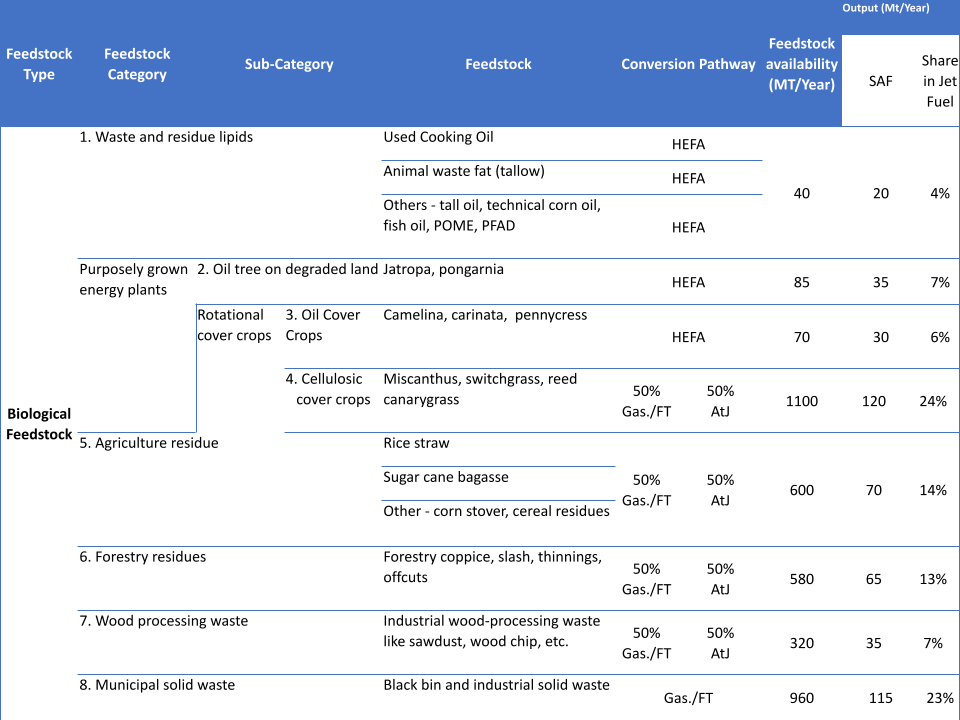 Output (Mt/Year)
Feedstock Type
Feedstock Category
Sub-Category
Feedstock
Conversion Pathway
Feedstock availability (MT/Year)
SAF
Share in Jet Fuel
Biological Feedstock
1. Waste and residue lipids
Used Cooking Oil
HEFA
Animal waste fat (tallow)
HEFA
Others - tall oil, technical corn oil,
fish oil, POME, PFAD
HEFA
40
20
4%
Purposely grown
energy plants
2. Oil tree on degraded land
Jatropa, pongarnia
HEFA
85
35
7%
Rotational
cover crops
3. Oil Cover
Crops
Camelina, carinata, pennycress
HEFA
70
30
6%
4. Cellulosic
cover crops
Miscanthus, switchgrass, reed
canarygrass
50%
Gas./FT
50%
AtJ
1100
120
24%
5. Agriculture residue
Rice straw
Sugar cane bagasse
Other - corn stover, cereal residues
50%
Gas./FT
50%
AtJ
600
70
14%
6. Forestry residues
Forestry coppice, slash, thinnings,
offcuts
50%
Gas./FT
50%
AtJ
580
65
13%
7. Wood processing waste
Industrial wood-processing waste
like sawdust, wood chip, etc.
50%
Gas./FT
50%
AtJ
320
35
7%
8. Municipal solid waste
Black bin and industrial solid waste
Gas./FT
960
115
23%